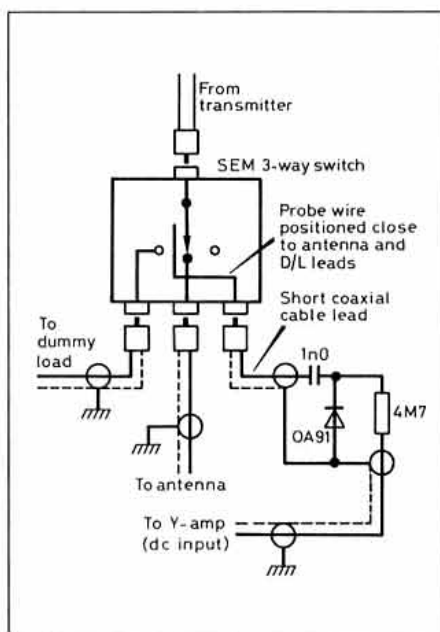 From
transmitter
SEM 3-way switch
Probe wire
positioned close
to antenna and
D/L leads
Short coaxial
cable lead
To
dummy
load
1n0
OA91
4M7
To antenna
To Y-amp
(dc input)